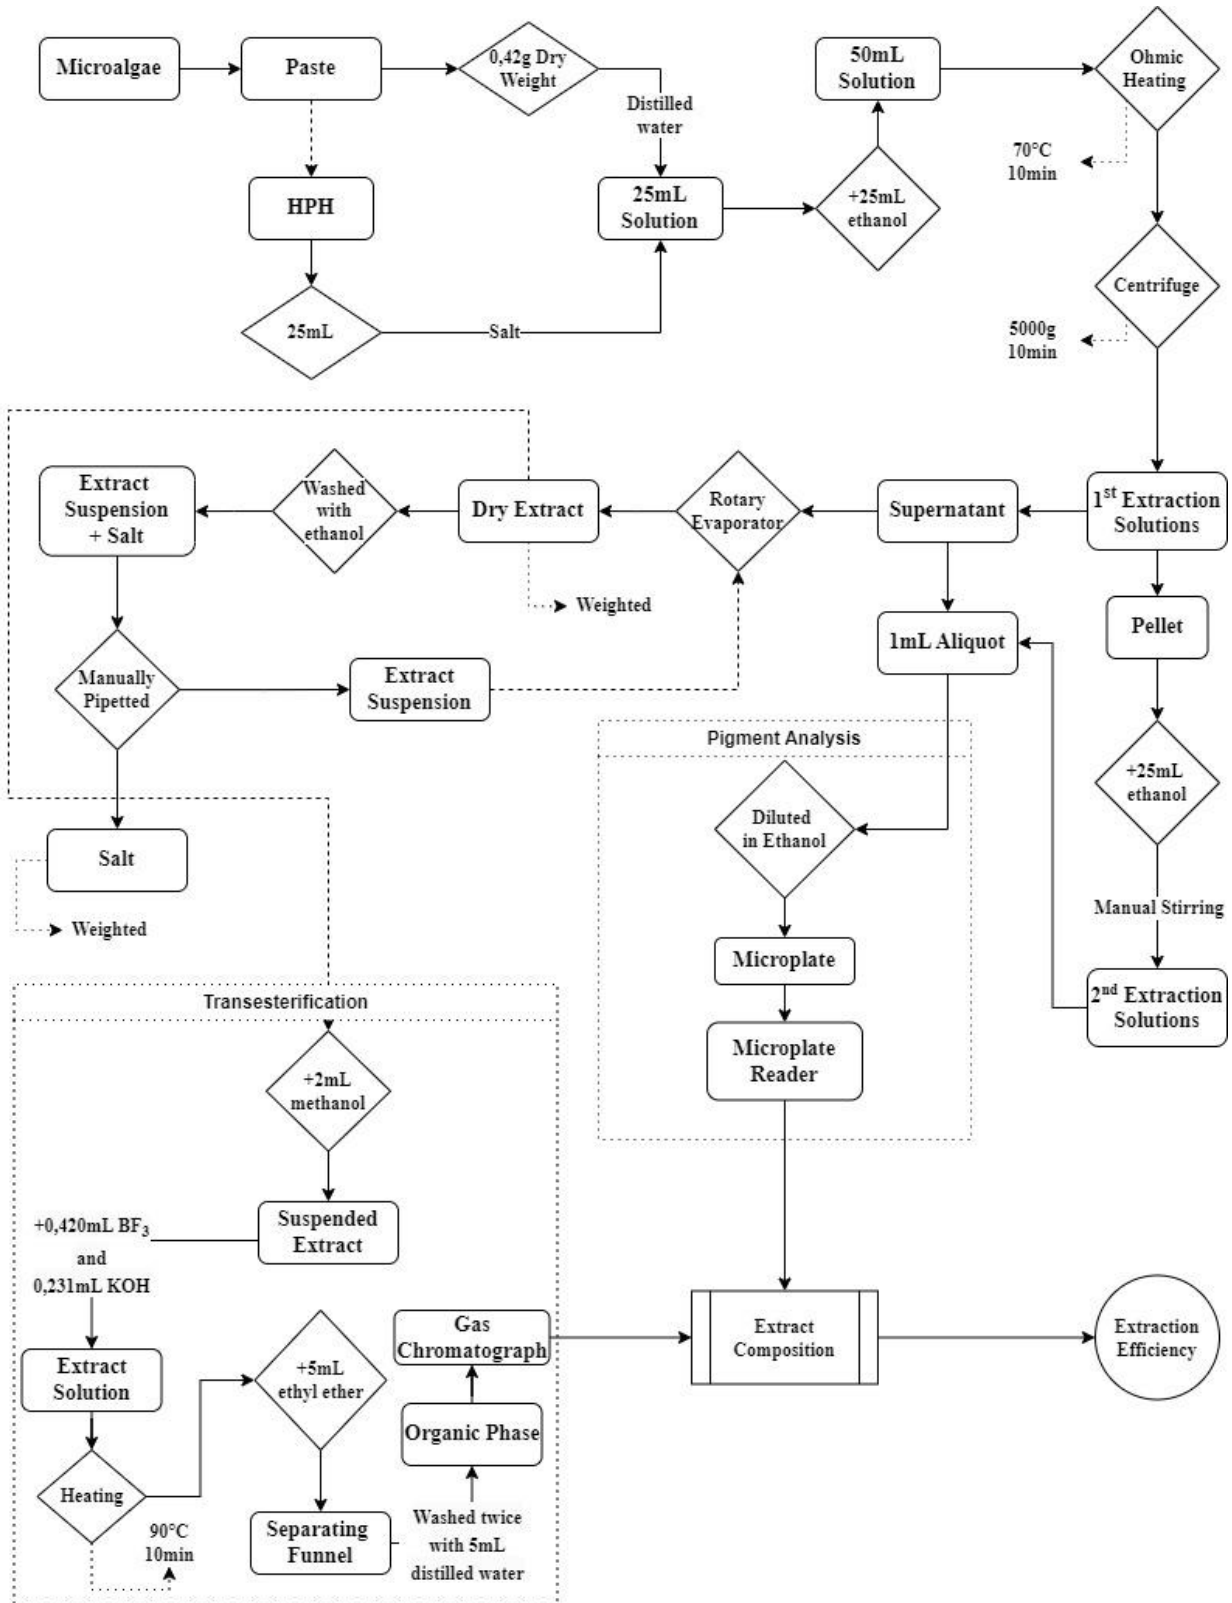 Microalgae
Paste
0,42g Dry
Weight
Distilled
water
50mL
Solution
Ohmic
Heating
70°C
10min
HPH
25mL
Solution
+25mL
ethanol
Centrifuge
5000g
10min
25mL
Salt
Extract
Suspension
+ Salt
Washed
with
ethanol
Dry Extract
Rotary
Evaporator
Supernatant
1st Extraction
Solutions
Weighted
1mL Aliquot
Pellet
Manually
Pipetted
Extract
Suspension
Pigment Analysis
+25mL
ethanol
Diluted
in Ethanol
Salt
Weighted
Manual Stirring
Microplate
2nd Extraction
Solutions
Transesterification
Microplate
Reader
+2mL
methanol
Suspended
Extract
+0,420mL BF3
and
0,231mL KOH
Extract
Solution
+5mL
ethyl ether
Gas
Chromatograph
Extract
Composition
Extraction
Efficiency
Organic Phase
Heating
90°C
10min
Separating
Funnel
Washed twice
with 5mL
distilled water